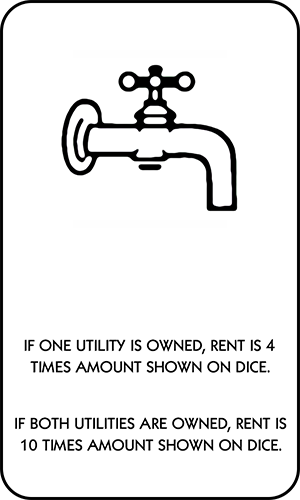 IF ONE UTILITY IS OWNED, RENT IS 4
TIMES AMOUNT SHOWN ON DICE.
IF BOTH UTILITIES ARE OWNED, RENT IS
10 TIMES AMOUNT SHOWN ON DICE.